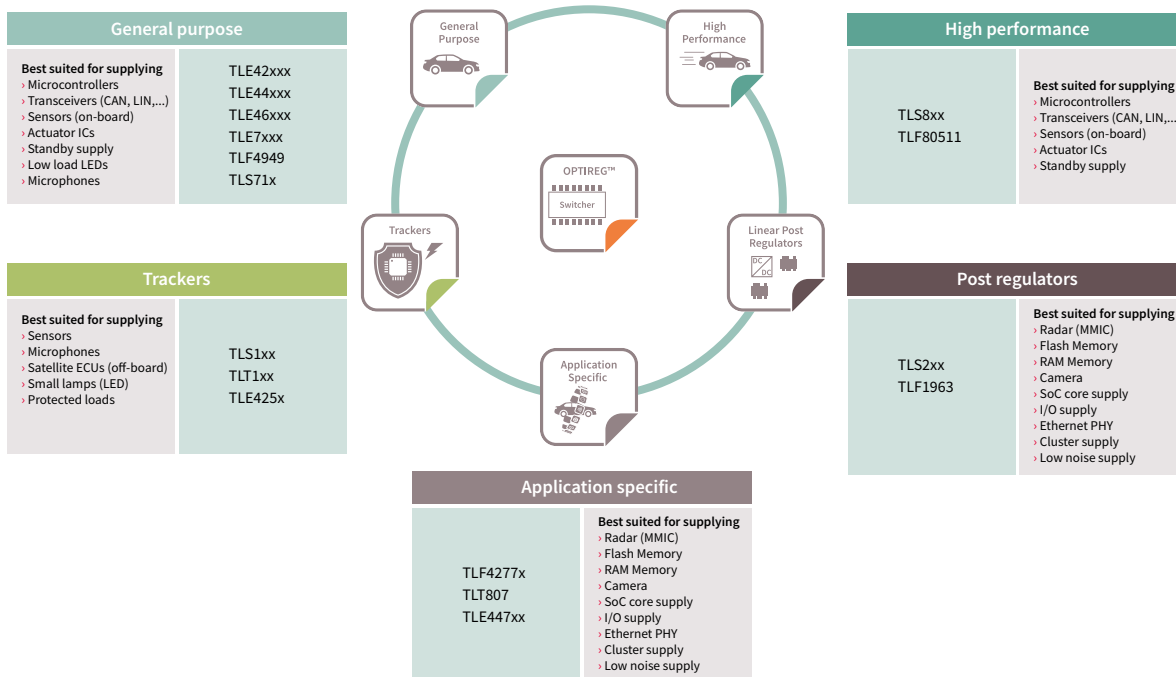 General purpose
Best suited for supplying
› Microcontrollers
› Transceivers (CAN, LIN,...)
› Sensors (on-board)
› Actuator ICs
› Standby supply
› Low load LEDs
› Microphones
TLE42xxx
TLE44xxx
TLE46xxx
TLE7xxx
TLF4949
TLS71x
General
Purpose
High
Performance
OPTIREG™
Switcher
Trackers
Linear Post
Regulators
DC
DC
Application
Specific
High performance
TLS8xx
TLF80511
Best suited for supplying
› Microcontrollers
› Transceivers (CAN, LIN,...
› Sensors (on-board)
› Actuator ICs
› Standby supply
Trackers
Best suited for supplying
› Sensors
› Microphones
› Satellite ECUs (off-board)
› Small lamps (LED)
› Protected loads
TLS1xx
TLT1xx
TLE425x
Post regulators
TLS2xx
TLF1963
Best suited for supplying
› Radar (MMIC)
› Flash Memory
› RAM Memory
› Camera
› SoC core supply
› I/O supply
› Ethernet PHY
› Cluster supply
› Low noise supply
Application specific
TLF4277x
TLT807
TLE447xx
Best suited for supplying
› Radar (MMIC)
› Flash Memory
› RAM Memory
› Camera
› SoC core supply
› I/O supply
› Ethernet PHY
› Cluster supply
› Low noise supply